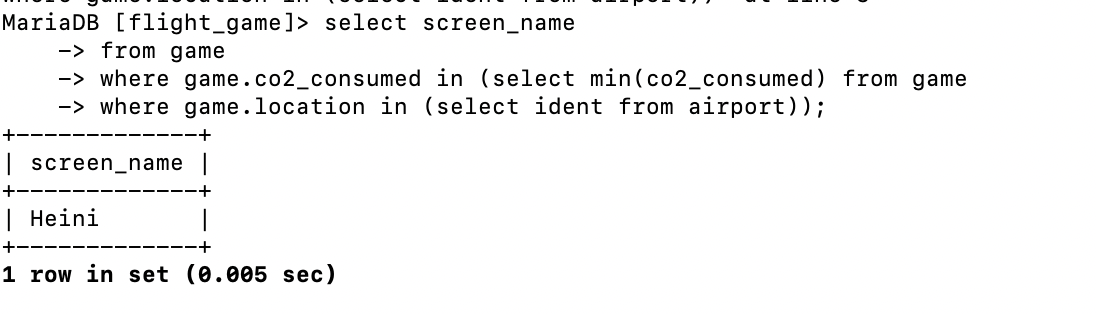 MariaDB [flight_game]> select screen_name
    -> from game
    -> where game.co2_consumed in (select min(co2_consumed) from game
    -> where game.location in (select ident from airport));
+-------------+
| screen_name |
+-------------+
| Heini       |
+-------------+
1 row in set (0.005 sec)